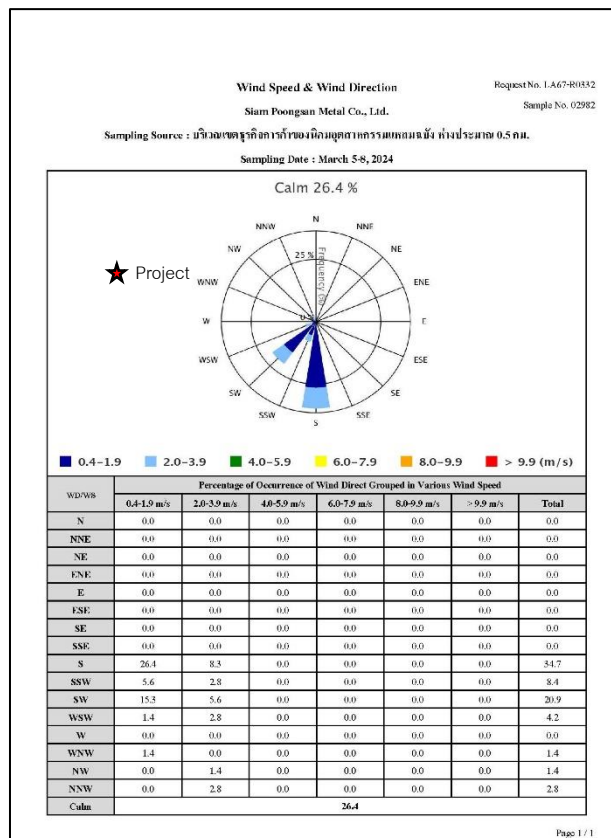 Wind Speed & Wind Direction
Request No. LA67-R0332
Siam Poongsan Metal Co., Ltd.
Sample No. 02982
Sampling Source : บริเวณเขตธุรกิจการค้าของนิคมอุตสาหกรรมแหลมฉบัง ห่างประมาณ 0.5 กม.
Sampling Date : March 5-8, 2024
Calm 26.4 %
N
NNW
NNE
NW
NE
25 %
Frequency (%)
Project
WNW
ENE
0 %
W
E
WSW
ESE
SW
SE
SSW
SSE
S
0.4-1.9 2.0-3.9 4.0-5.9 6.0-7.9 8.0-9.9 > 9.9 (m/s)
WD/WS Percentage of Occurrence of Wind Direct Grouped in Various Wind Speed
0.4-1.9 m/s 2.0-3.9 m/s 4.0-5.9 m/s 6.0-7.9 m/s 8.0-9.9 m/s >9.9 m/s Total
N 0.0 0.0 0.0 0.0 0.0 0.0 0.0
NNE 0.0 0.0 0.0 0.0 0.0 0.0 0.0
NE 0.0 0.0 0.0 0.0 0.0 0.0 0.0
ENE 0.0 0.0 0.0 0.0 0.0 0.0 0.0
E 0.0 0.0 0.0 0.0 0.0 0.0 0.0
ESE 0.0 0.0 0.0 0.0 0.0 0.0 0.0
SE 0.0 0.0 0.0 0.0 0.0 0.0 0.0
SSE 0.0 0.0 0.0 0.0 0.0 0.0 0.0
S 26.4 8.3 0.0 0.0 0.0 0.0 34.7
SSW 5.6 2.8 0.0 0.0 0.0 0.0 8.4
SW 15.3 5.6 0.0 0.0 0.0 0.0 20.9
WSW 1.4 2.8 0.0 0.0 0.0 0.0 4.2
W 0.0 0.0 0.0 0.0 0.0 0.0 0.0
WNW 1.4 0.0 0.0 0.0 0.0 0.0 1.4
NW 0.0 1.4 0.0 0.0 0.0 0.0 1.4
NNW 0.0 2.8 0.0 0.0 0.0 0.0 2.8
Calm 26.4
Page 1 / 1